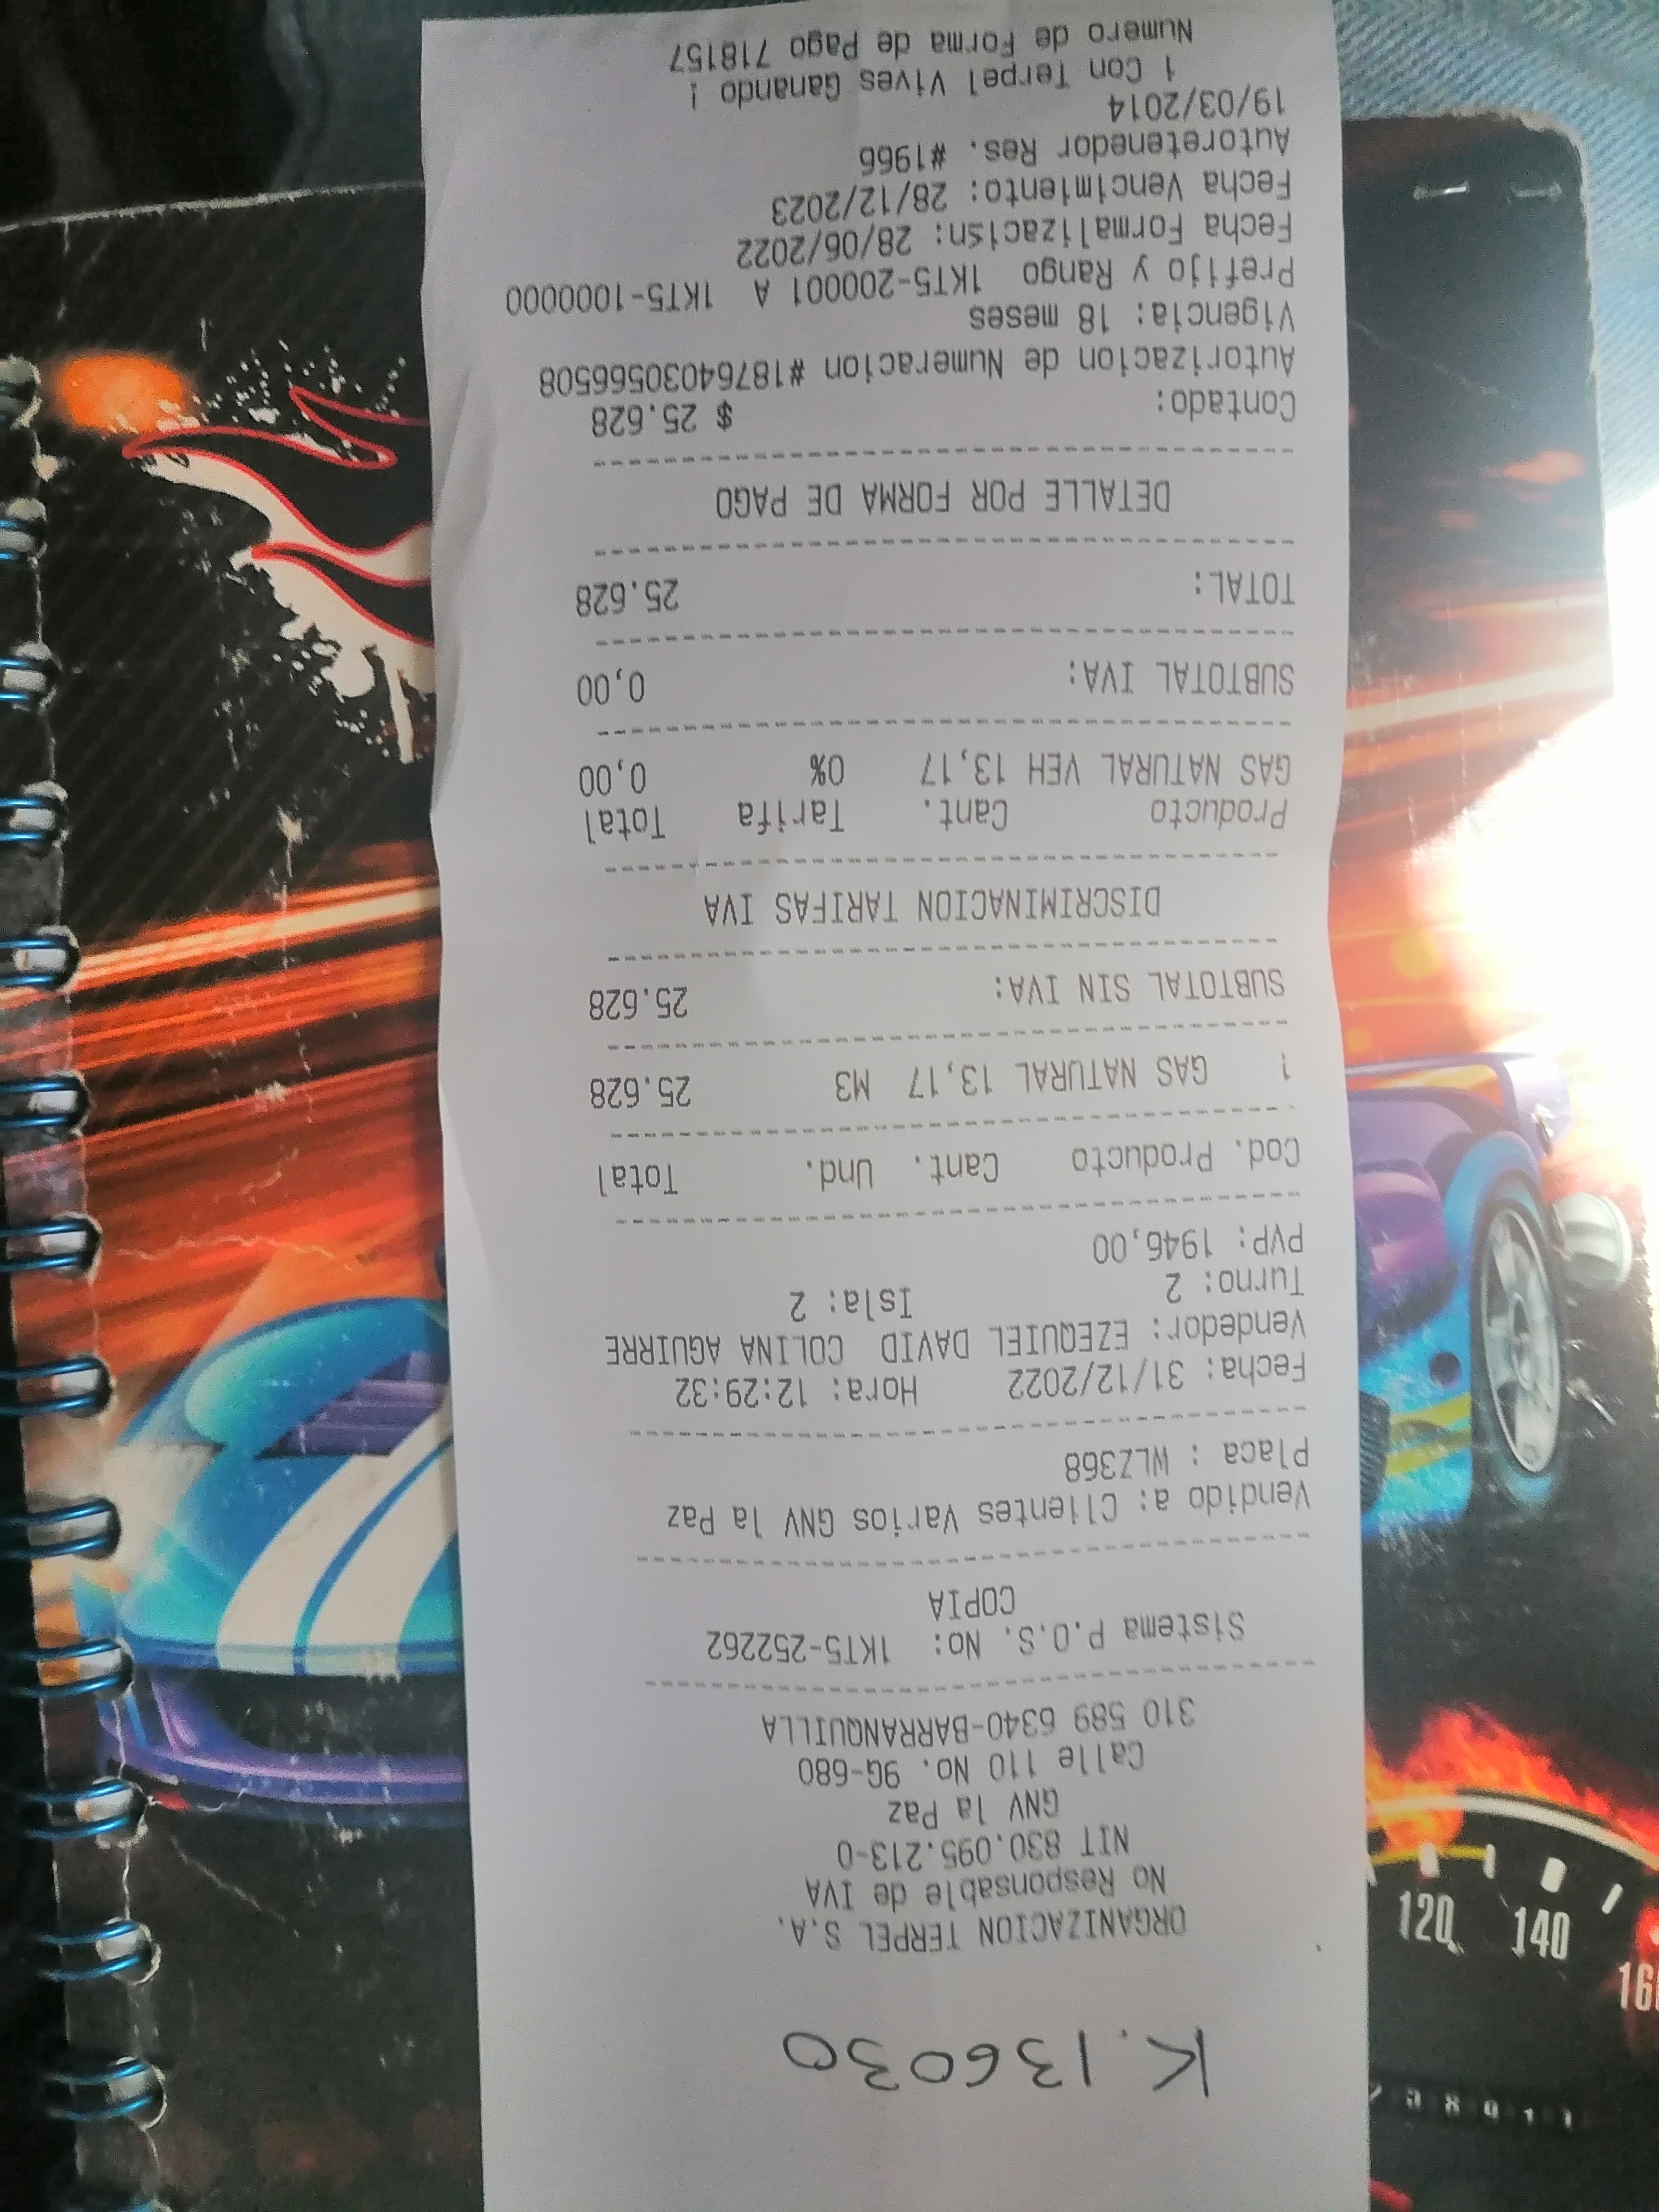 K. 136030
ORGANIZACION TERPEL S.A.
No Responsable de IVA
NIT 830.095.213-0
GNV la Paz
Calle 110 No. 9G-680
310 589 6340-BARRANQUILLA
Sistema P.O.S. No: 1KT5-252262
COPIA
Vendido a: Clientes Varios GNV la Paz
Placa : WLZ368
Fecha: 31/12/2022 Hora: 12:29:32
Vendedor: EZEQUIEL DAVID COLINA AGUIRRE
Turno: 2 Isla: 2
PVP: 1946,00
Cod. Producto Cant. Und. Total
1 GAS NATURAL 13,17 M3 25.628
SUBTOTAL SIN IVA: 25.628
DISCRIMINACION TARIFAS IVA
Producto Cant. Tarifa Total
GAS NATURAL VEH 13,17 0% 0,00
SUBTOTAL IVA: 0,00
TOTAL: 25.628
DETALLE POR FORMA DE PAGO
Contado: $ 25.628
Autorizacion de Numeracion #18764030566508
Vigencia: 18 meses
Prefijo y Rango 1KT5-200001 A 1KT5-1000000
Fecha Formalizacisn: 28/06/2022
Fecha Vencimiento: 28/12/2023
Autoretenedor Res. #1966
19/03/2014
1 Con Terpel Vives Ganando !
Numero de Forma de Pago 718157
120
140